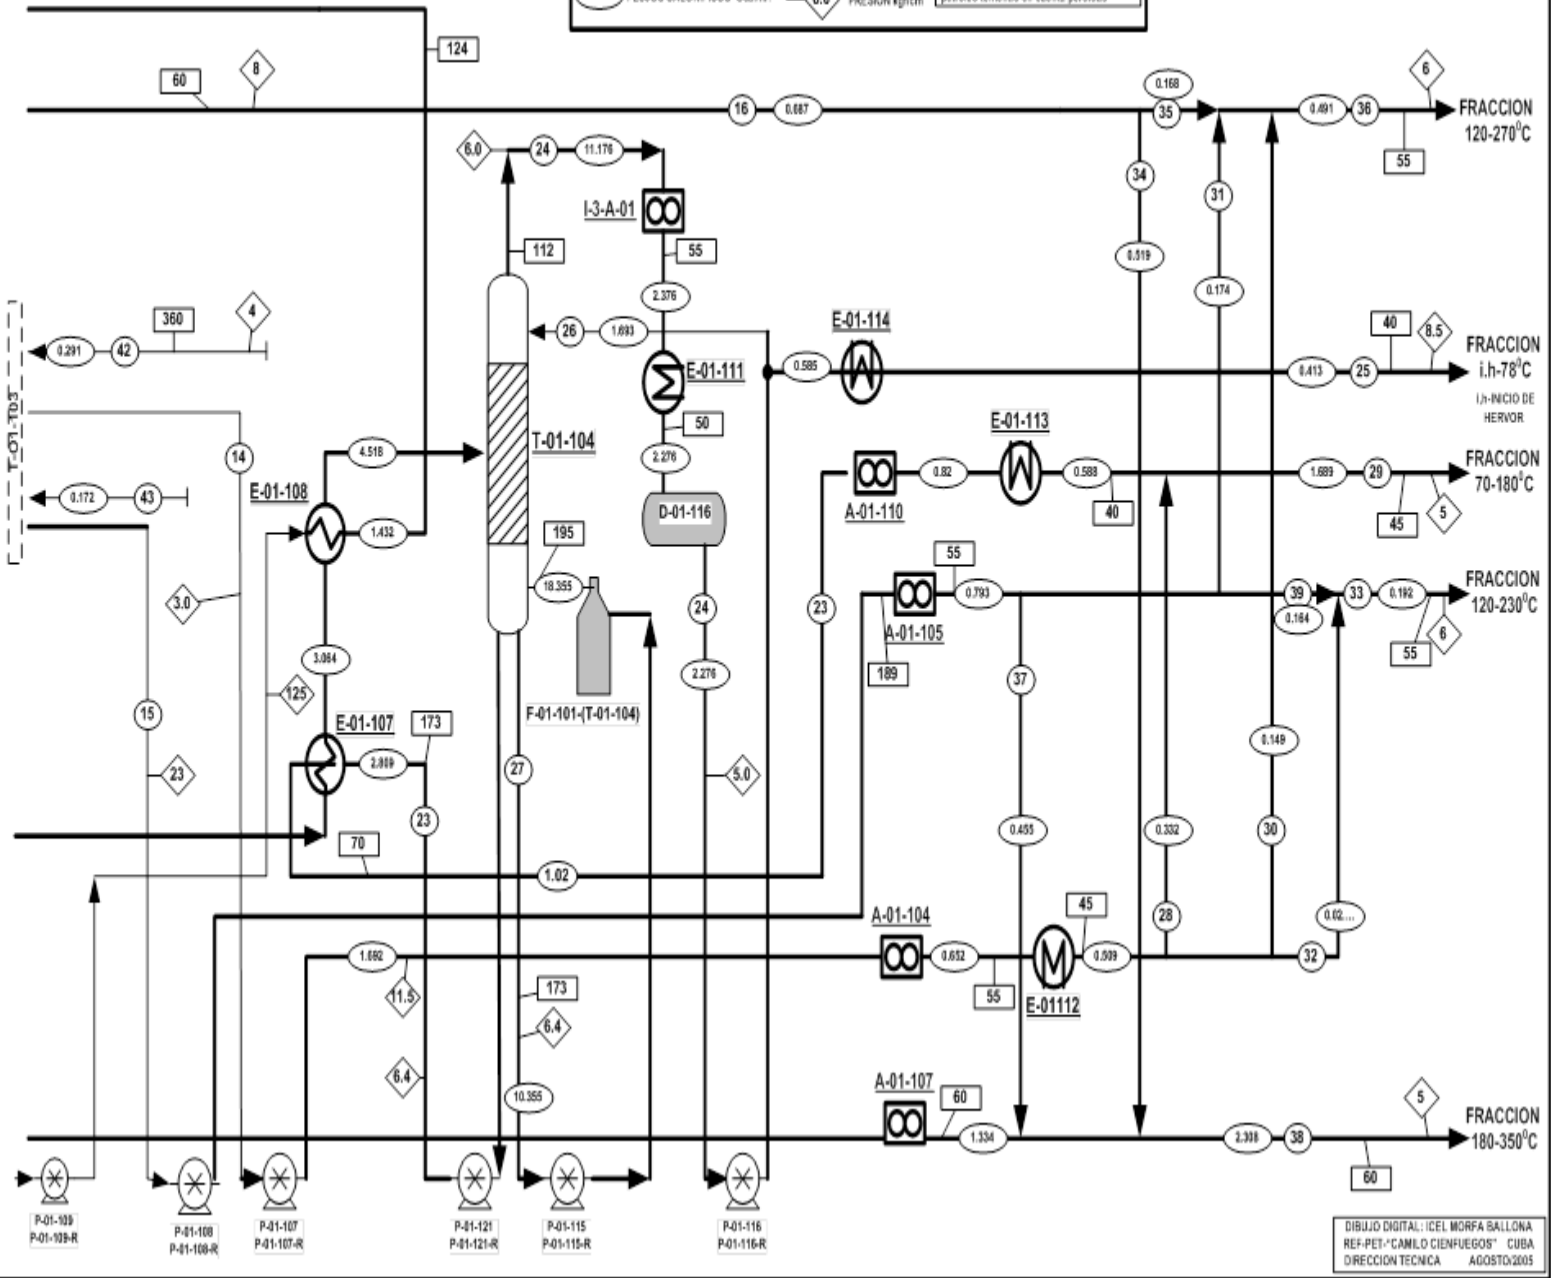 PRESION kg/cm
124
60
8
16
0.687
0.168
35
6
0.491
36
FRACCION
120-270⁰C
55
6.0
24
11.176
34
31
I-3-A-01
112
55
0.519
0.174
2.376
360
4
0.291
42
26
1.693
E-01-114
40
8.5
FRACCION
i.h-78⁰C
i,h-INICIO DE
HERVOR
0.585
0.413
25
E-01-111
T-01-103
50
E-01-113
14
4.518
T-01-104
2.276
0.82
0.588
1.689
29
FRACCION
70-180⁰C
E-01-108
0.172
43
D-01-116
A-01-110
40
45
5
1.432
195
55
18.355
0.793
39
33
0.192
FRACCION
120-230⁰C
3.0
24
23
A-01-105
0.164
55
6
3.064
2.276
189
37
125
F-01-101-(T-01-104)
15
E-01-107
173
23
2.809
27
5.0
0.149
23
0.455
0.332
30
70
1.02
A-01-104
45
28
1.692
0.652
0.509
32
11.5
173
55
E-01112
6.4
6.4
10.355
A-01-107
60
5
1.334
2.308
38
FRACCION
180-350⁰C
60
P-01-109
P-01-109-R
P-01-108
P-01-108-R
P-01-107
P-01-107-R
P-01-121
P-01-121-R
P-01-115
P-01-115-R
P-01-116
P-01-116-R
DIBUJO DIGITAL: ICEL MORFA BALLONA
REF-PET-"CAMILO CIENFUEGOS" CUBA
DIRECCION TECNICA AGOSTO/2005